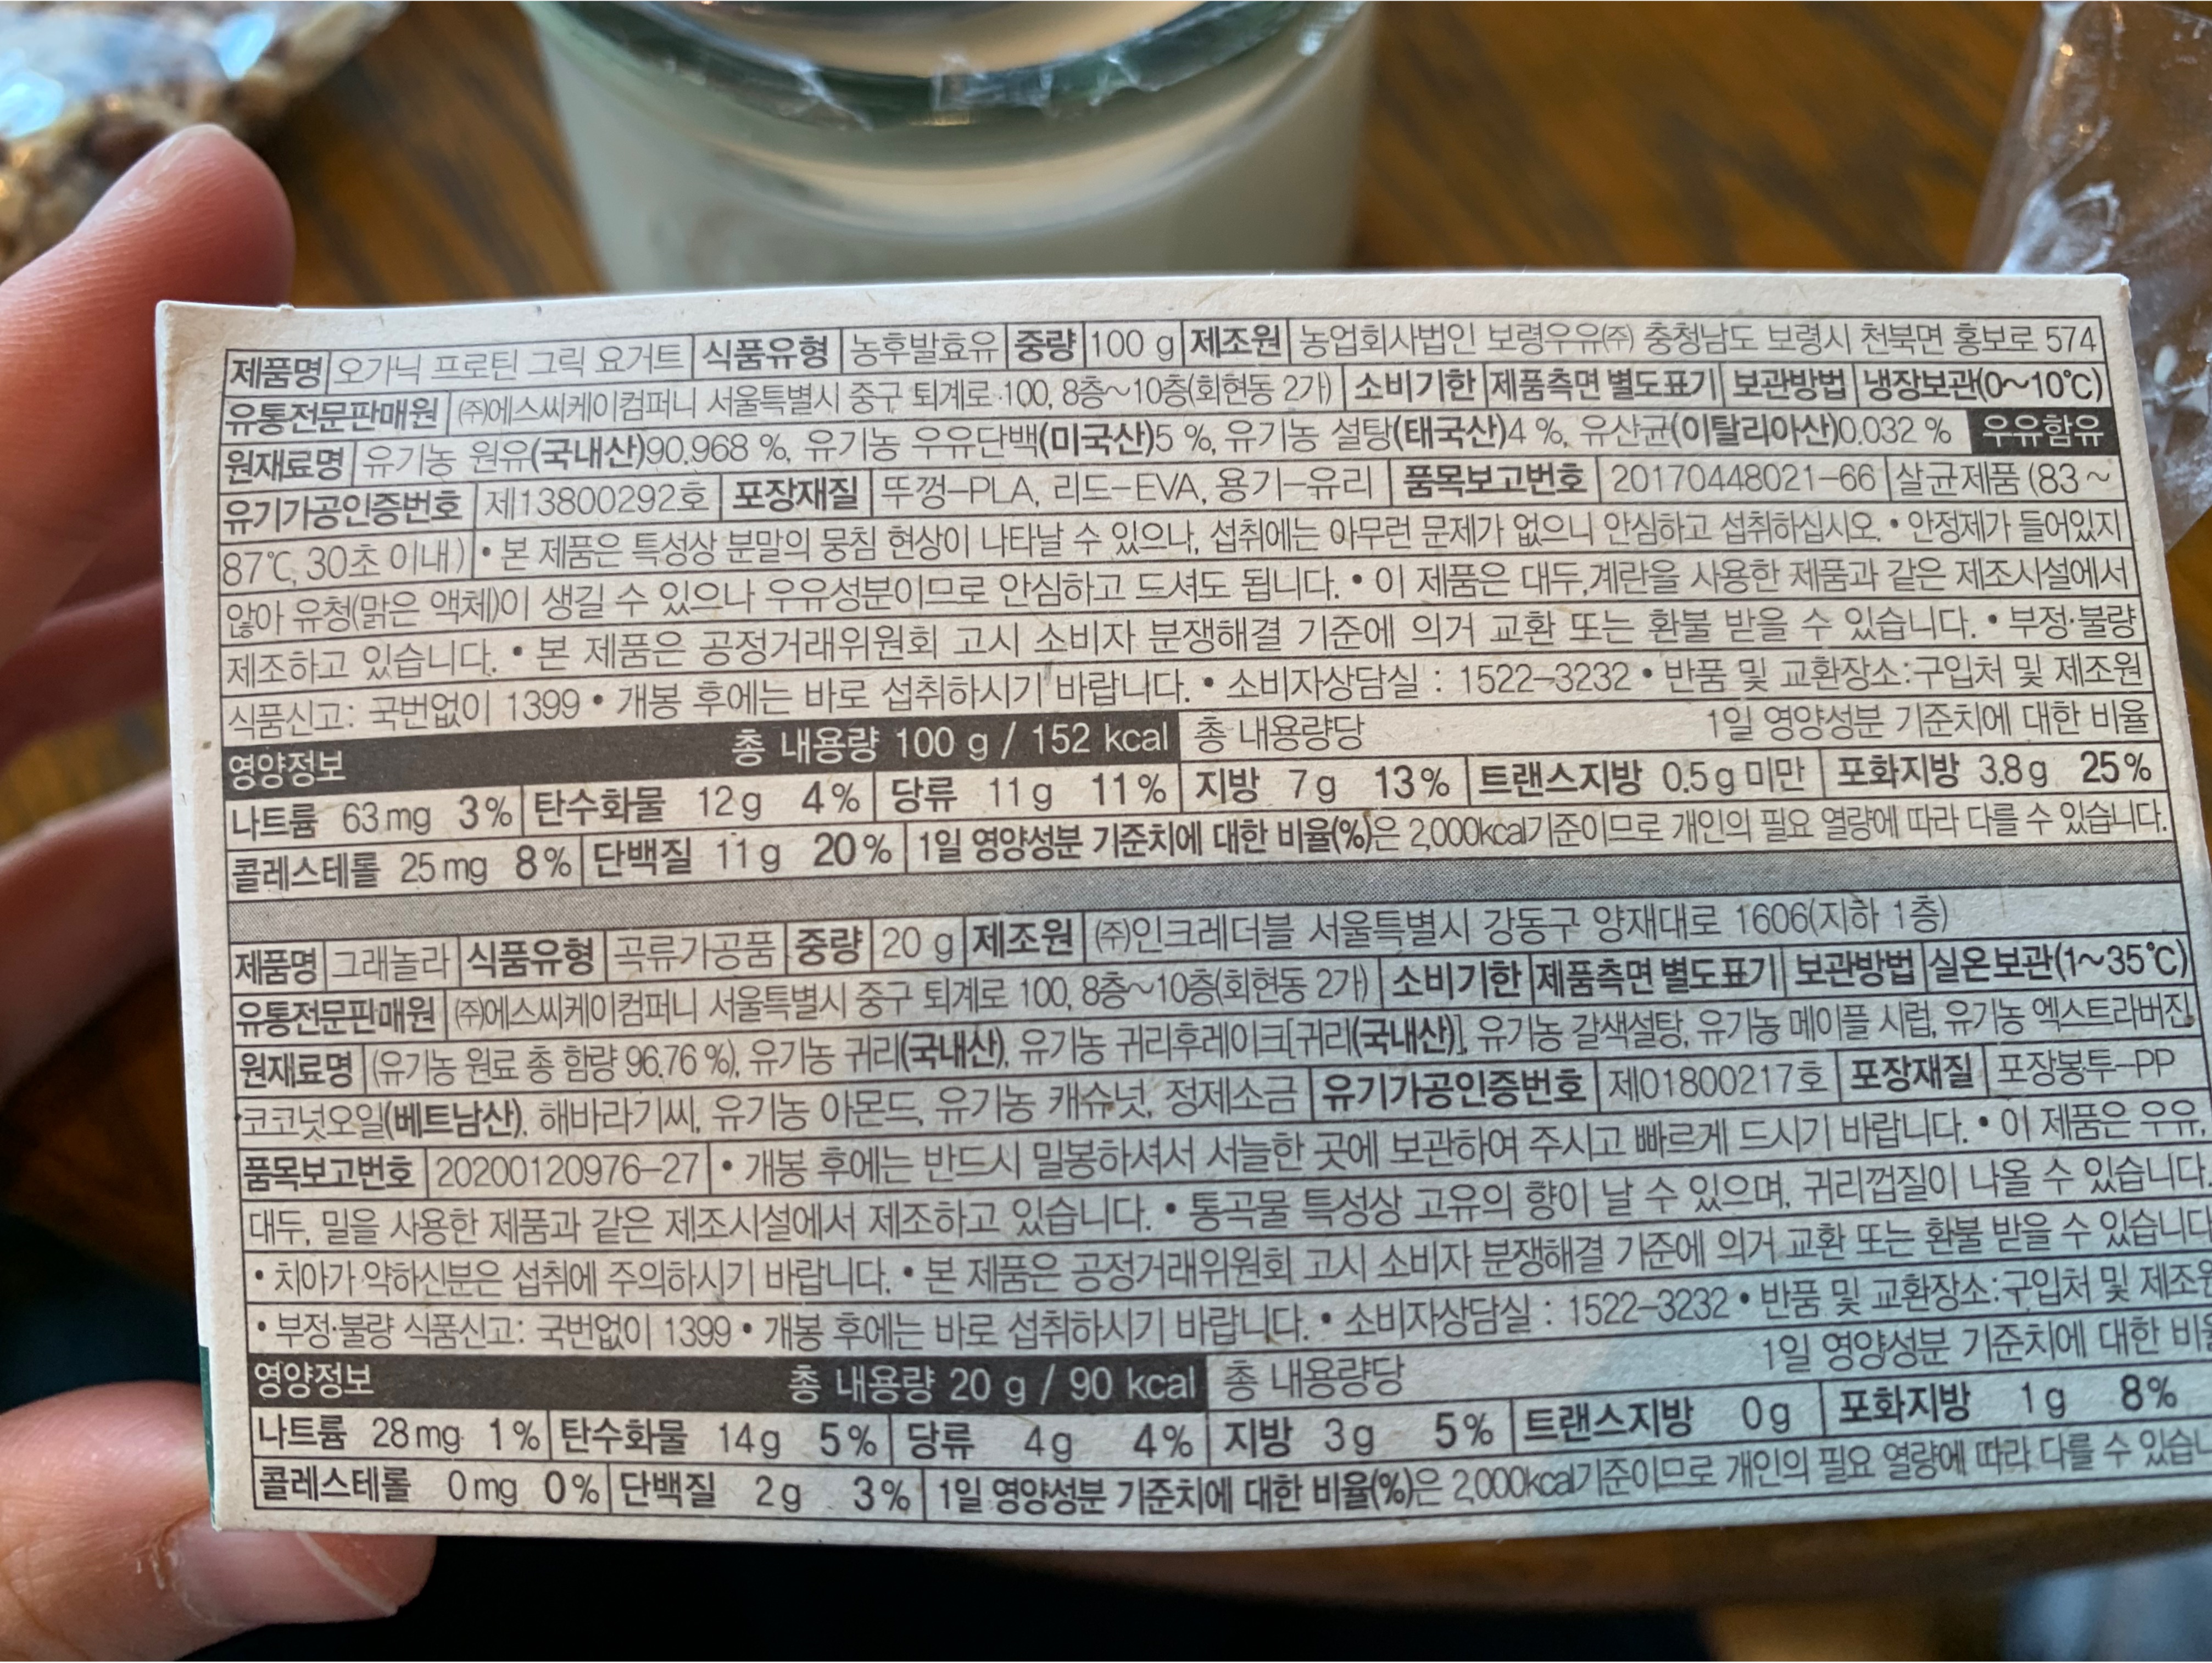 제품명 오가닉 프로틴 그릭 요거트 식품유형 농후발효유 중량 100 g 제조원 농업회사법인 보령우유㈜ 충청남도 보령시 천북면 홍보로 574
유통전문판매원 ㈜에스씨케이컴퍼니 서울특별시 중구 퇴계로 100, 8층~10층(회현동 2가) 소비기한 제품측면 별도표기 보관방법 냉장보관(0~10℃)
원재료명 유기농 원유(국내산)90.968 %, 유기농 우유단백(미국산)5 %, 유기농 설탕(태국산)4 %, 유산균(이탈리아산)0.032 % 우유함유
유기가공인증번호 제13800292호 포장재질 뚜껑-PLA, 리드-EVA, 용기-유리 품목보고번호 20170448021-66 살균제품 (83~
87℃, 30초 이내) • 본 제품은 특성상 분말의 뭉침 현상이 나타날 수 있으나, 섭취에는 아무런 문제가 없으니 안심하고 섭취하십시오. • 안정제가 들어있지
않아 유청(맑은 액체)이 생길 수 있으나 우유성분이므로 안심하고 드셔도 됩니다. • 이 제품은 대두,계란을 사용한 제품과 같은 제조시설에서
제조하고 있습니다. • 본 제품은 공정거래위원회 고시 소비자 분쟁해결 기준에 의거 교환 또는 환불 받을 수 있습니다. • 부정·불량
식품신고: 국번없이 1399 • 개봉 후에는 바로 섭취하시기 바랍니다. • 소비자상담실 : 1522-3232 • 반품 및 교환장소:구입처 및 제조원
영양정보 총 내용량 100 g / 152 kcal 총 내용량당 1일 영양성분 기준치에 대한 비율
나트륨 63 mg 3% 탄수화물 12 g 4% 당류 11 g 11% 지방 7 g 13% 트랜스지방 0.5 g 미만 포화지방 3.8 g 25%
콜레스테롤 25 mg 8% 단백질 11 g 20% 1일 영양성분 기준치에 대한 비율(%)은 2,000kcal기준이므로 개인의 필요 열량에 따라 다를 수 있습니다.
제품명 그래놀라 식품유형 곡류가공품 중량 20 g 제조원 ㈜인크레더블 서울특별시 강동구 양재대로 1606(지하 1층)
유통전문판매원 ㈜에스씨케이컴퍼니 서울특별시 중구 퇴계로 100, 8층~10층(회현동 2가) 소비기한 제품측면 별도표기 보관방법 실온보관(1~35℃)
원재료명 (유기농 원료 총 함량 96.76 %), 유기농 귀리(국내산), 유기농 귀리후레이크[귀리(국내산)], 유기농 갈색설탕, 유기농 메이플 시럽, 유기농 엑스트라버진
코코넛오일(베트남산), 해바라기씨, 유기농 아몬드, 유기농 캐슈넛, 정제소금 유기가공인증번호 제01800217호 포장재질 포장봉투-PP
품목보고번호 20200120976-27 • 개봉 후에는 반드시 밀봉하셔서 서늘한 곳에 보관하여 주시고 빠르게 드시기 바랍니다. • 이 제품은 우유,
대두, 밀을 사용한 제품과 같은 제조시설에서 제조하고 있습니다. • 통곡물 특성상 고유의 향이 날 수 있으며, 귀리껍질이 나올 수 있습니다.
• 치아가 약하신분은 섭취에 주의하시기 바랍니다. • 본 제품은 공정거래위원회 고시 소비자 분쟁해결 기준에 의거 교환 또는 환불 받을 수 있습니다
• 부정·불량 식품신고: 국번없이 1399 • 개봉 후에는 바로 섭취하시기 바랍니다. • 소비자상담실 : 1522-3232 • 반품 및 교환장소:구입처 및 제조원
영양정보 총 내용량 20 g / 90 kcal 총 내용량당 1일 영양성분 기준치에 대한
나트륨 28 mg 1% 탄수화물 14 g 5% 당류 4 g 4% 지방 3 g 5% 트랜스지방 0 g 포화지방 1 g 8%
콜레스테롤 0 mg 0% 단백질 2 g 3% 1일 영양성분 기준치에 대한 비율(%)은 2,000kcal기준이므로 개인의 필요 열량에 따라 다를 수